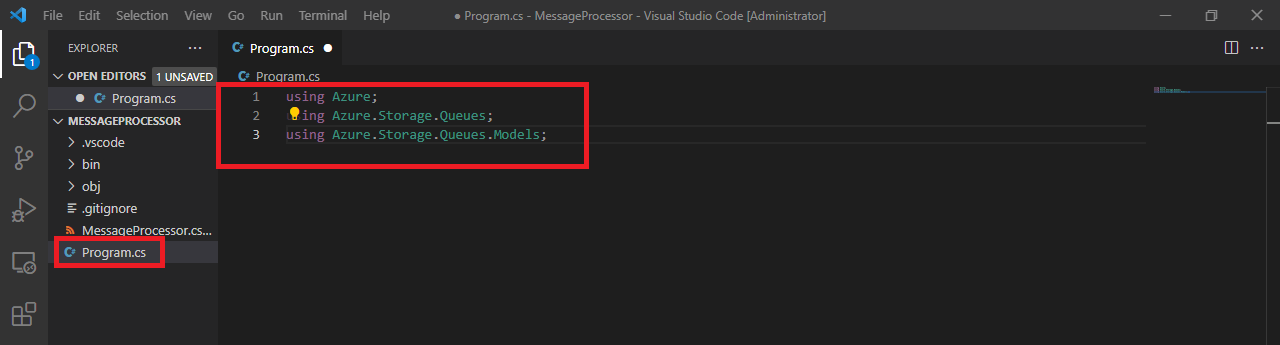 File Edit Selection View Go Run Terminal Help ● Program.cs - MessageProcessor - Visual Studio Code [Administrator]
EXPLORER ···
Program.cs ●
OPEN EDITORS 1 UNSAVED
● C# Program.cs
MESSAGEPROCESSOR
.vscode
bin
obj
.gitignore
MessageProcessor.cs...
C# Program.cs
1
C# Program.cs
1 using Azure;
2 ing Azure.Storage.Queues;
3 using Azure.Storage.Queues.Models;